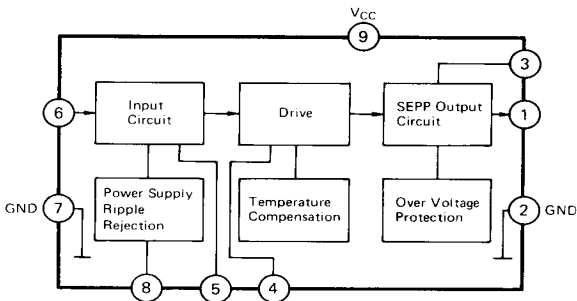 VCC
9
3
Input
Circuit
Drive
SEPP Output
Circuit
6
1
Power Supply
Ripple
Rejection
Temperature
Compensation
Over Voltage
Protection
GND
7
2
GND
8
5
4